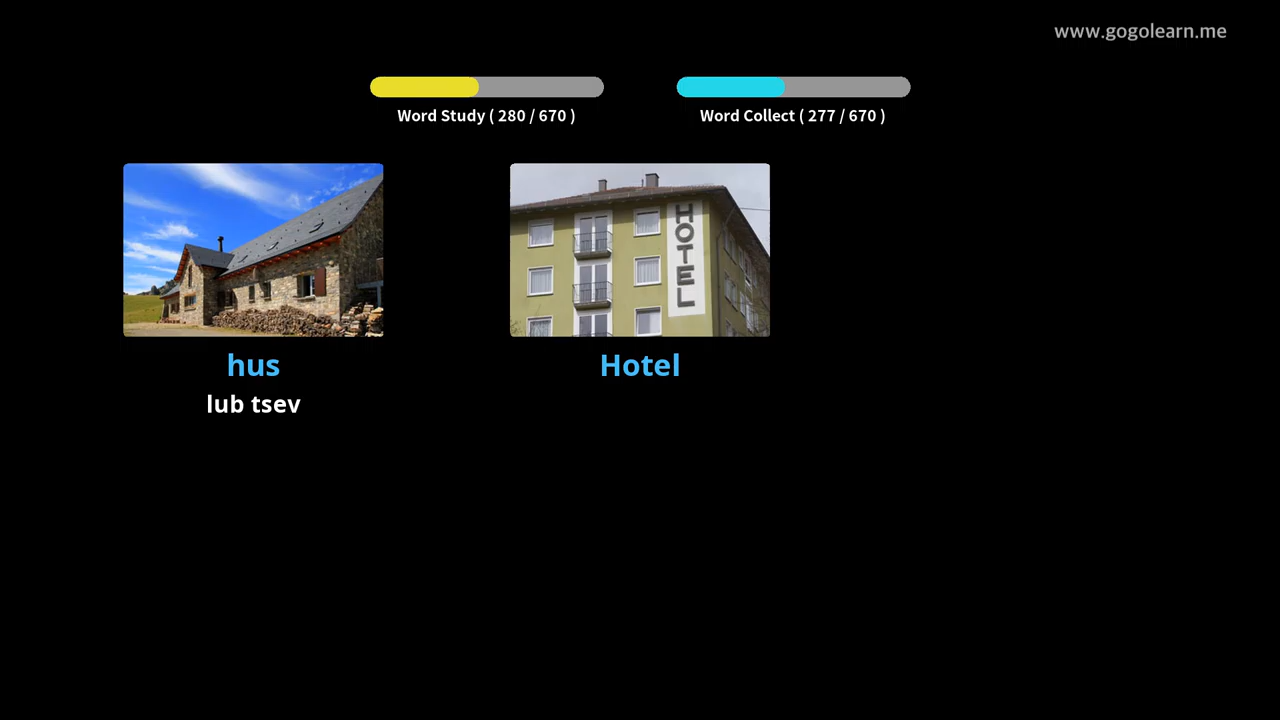 www.gogolearn.me
Word Study ( 280 / 670 )
Word Collect ( 277 / 670 )
HOTEL
hus
Hotel
lub tsev